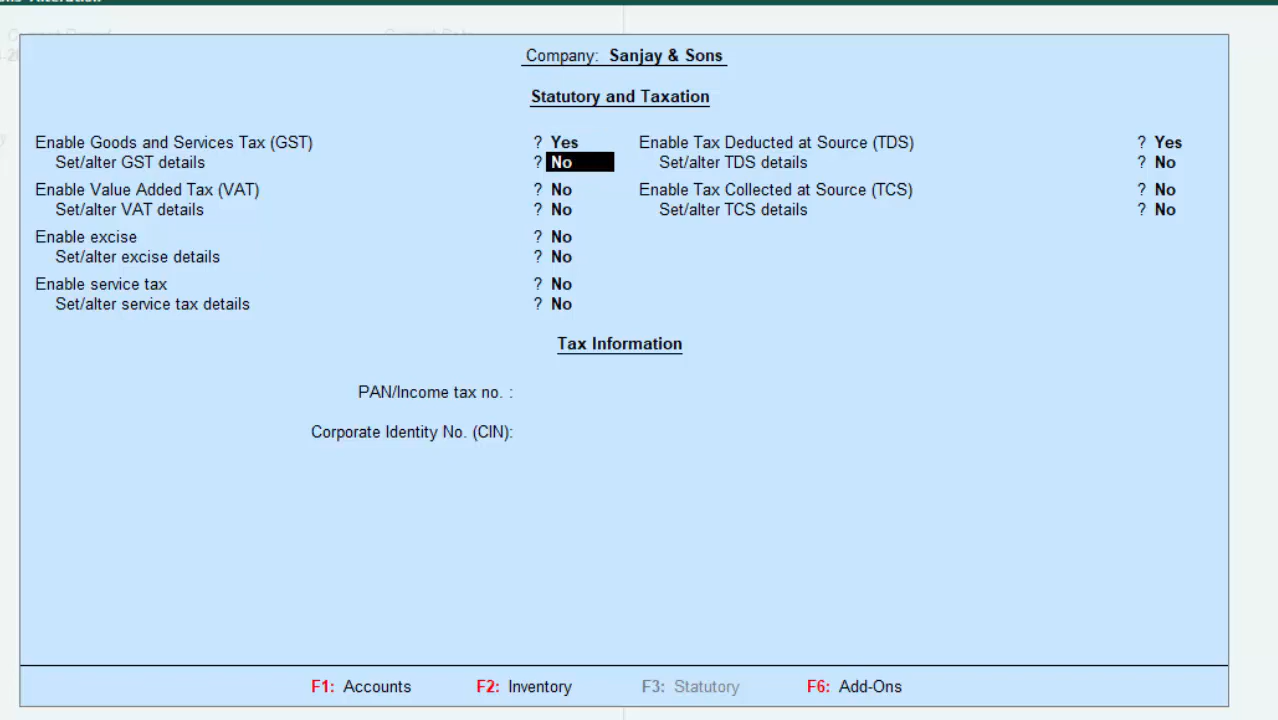 Company: Sanjay & Sons
Statutory and Taxation
Enable Goods and Services Tax (GST) ? Yes
Set/alter GST details ? No
Enable Value Added Tax (VAT) ? No
Set/alter VAT details ? No
Enable excise ? No
Set/alter excise details ? No
Enable service tax ? No
Set/alter service tax details ? No
Enable Tax Deducted at Source (TDS) ? Yes
Set/alter TDS details ? No
Enable Tax Collected at Source (TCS) ? No
Set/alter TCS details ? No
Tax Information
PAN/Income tax no. :
Corporate Identity No. (CIN):
F1: Accounts F2: Inventory F3: Statutory F6: Add-Ons